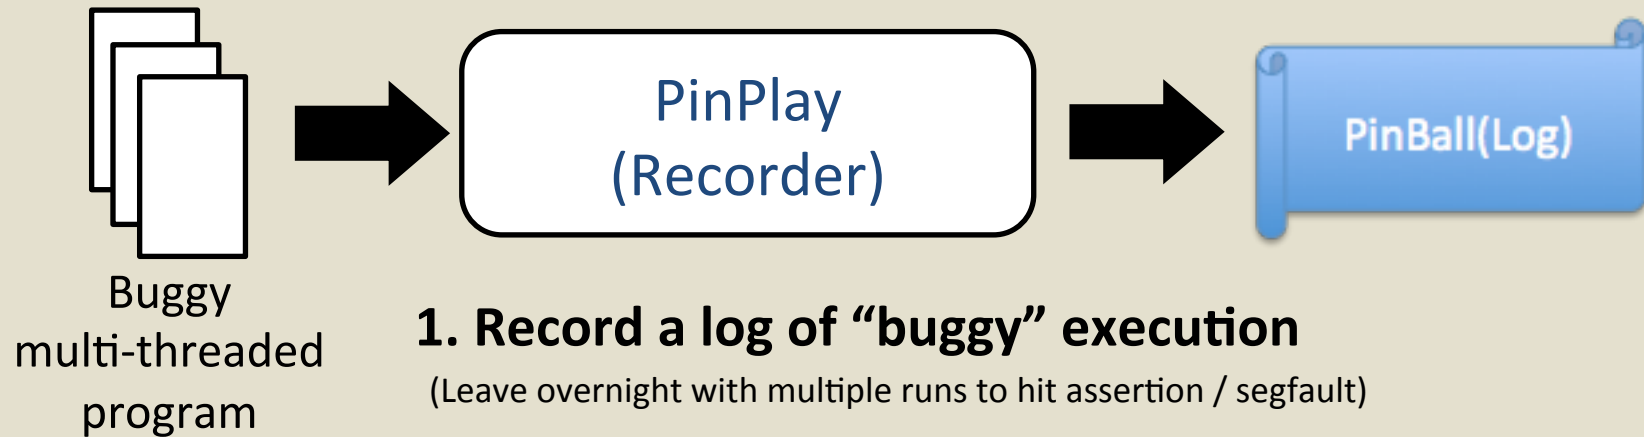 PinPlay
(Recorder)
PinBall(Log)
Buggy
multi-threaded
program
1. Record a log of “buggy” execution
(Leave overnight with multiple runs to hit assertion / segfault)